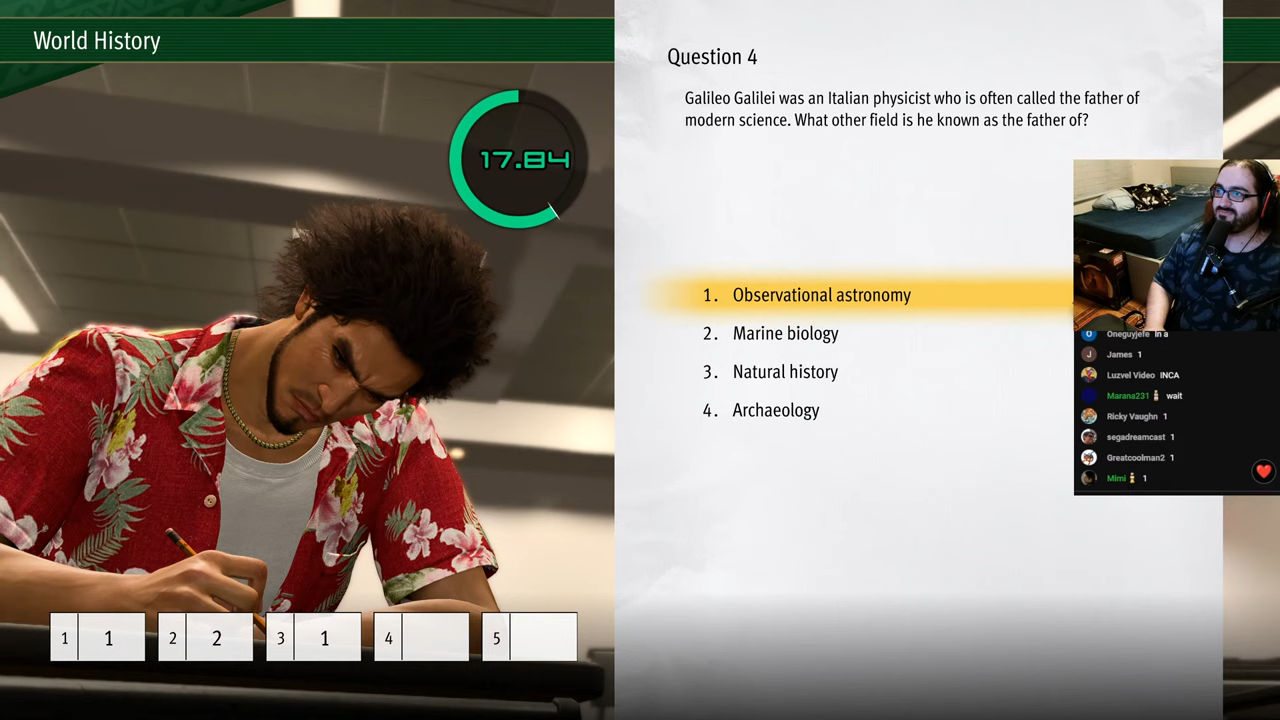 World History
17.84
Question 4
Galileo Galilei was an Italian physicist who is often called the father of
modern science. What other field is he known as the father of?
1. Observational astronomy
2. Marine biology
3. Natural history
4. Archaeology
O Oneguyjefe In a
J James 1
Luzvel Video INCA
Marana231 wait
Ricky Vaughn 1
segadreamcast 1
Greatcoolman2 1
Mimi 1
1 1 2 2 3 1 4 5